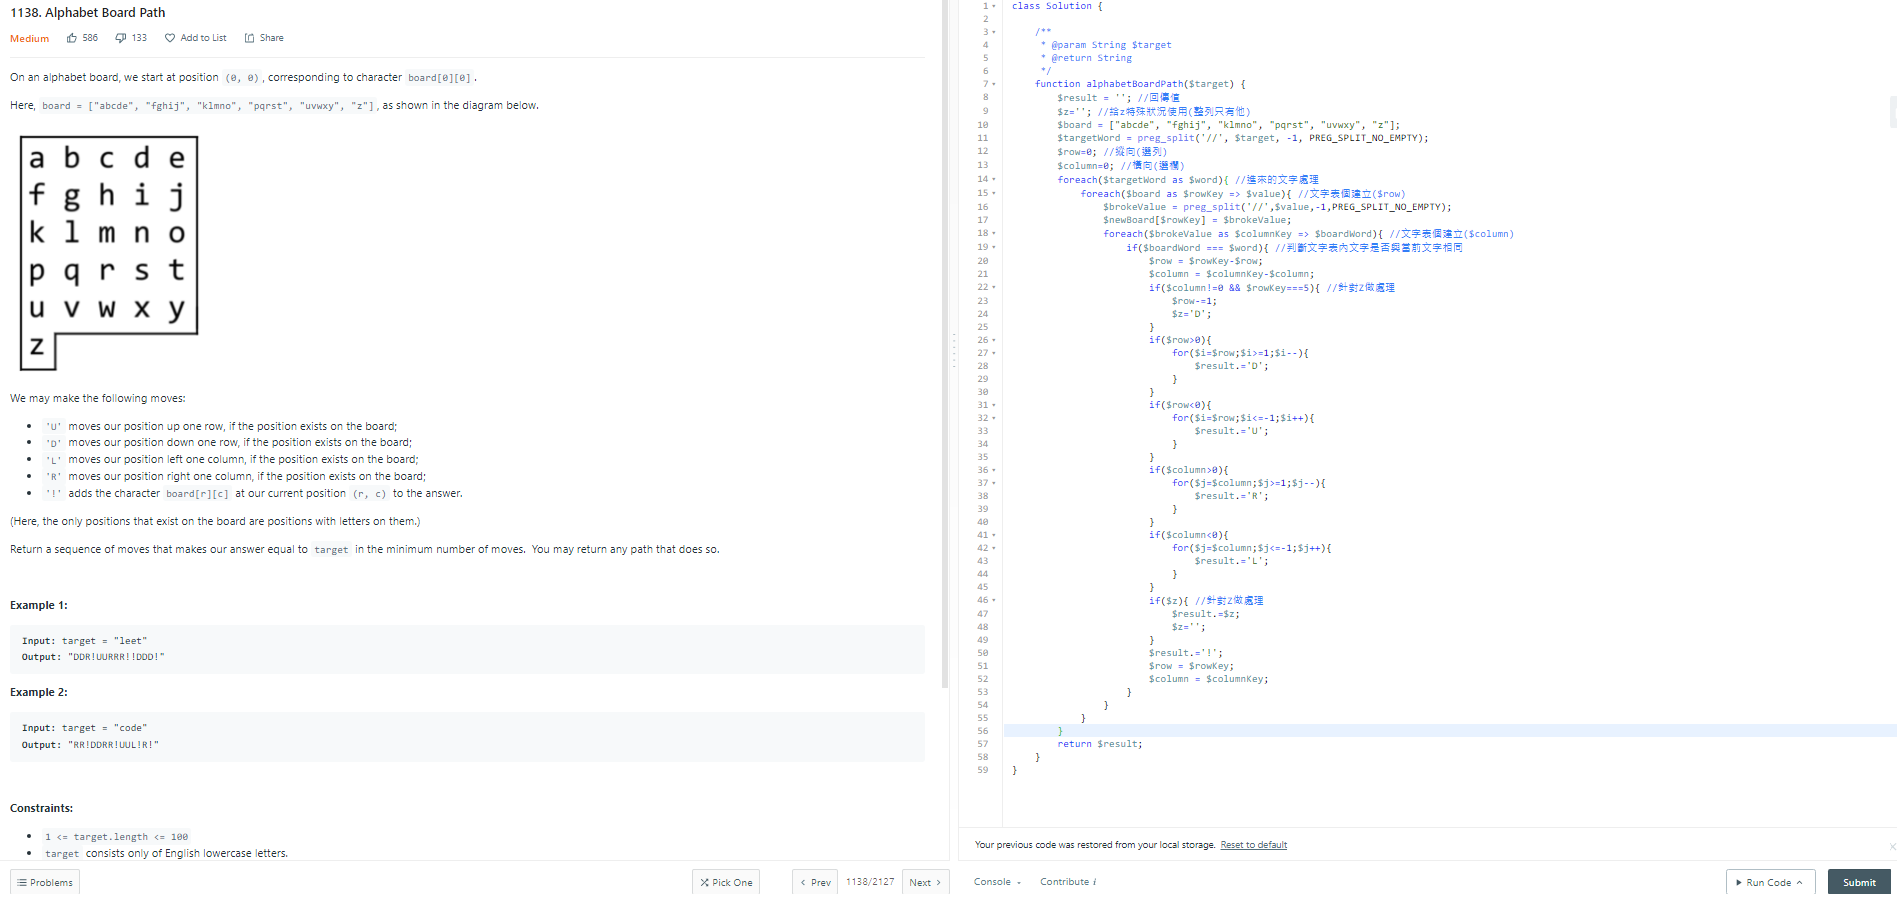 1138. Alphabet Board Path
Medium 586 133 Add to List Share
On an alphabet board, we start at position (0, 0), corresponding to character board[0][0].
Here, board = ["abcde", "fghij", "klmno", "pqrst", "uvwxy", "z"], as shown in the diagram below.
a b c d e
f g h i j
k l m n o
p q r s t
u v w x y
z
We may make the following moves:
• 'U' moves our position up one row, if the position exists on the board;
• 'D' moves our position down one row, if the position exists on the board;
• 'L' moves our position left one column, if the position exists on the board;
• 'R' moves our position right one column, if the position exists on the board;
• '!' adds the character board[r][c] at our current position (r, c) to the answer.
(Here, the only positions that exist on the board are positions with letters on them.)
Return a sequence of moves that makes our answer equal to target in the minimum number of moves.  You may return any path that does so.
Example 1:
Input: target = "leet"
Output: "DDR!UURRR!!DDD!"
Example 2:
Input: target = "code"
Output: "RR!DDRR!UUL!R!"
Constraints:
• 1 <= target.length <= 100
• target consists only of English lowercase letters.
Problems Pick One Prev 1138/2127 Next
1 class Solution {
2
3 /**
4 * @param String $target
5 * @return String
6 */
7 function alphabetBoardPath($target) {
8 $result = ''; //回傳值
9 $z=''; //給z特殊狀況使用(整列只有他)
10 $board = ["abcde", "fghij", "klmno", "pqrst", "uvwxy", "z"];
11 $targetWord = preg_split('//', $target, -1, PREG_SPLIT_NO_EMPTY);
12 $row=0; //縱向(選列)
13 $column=0; //橫向(選欄)
14 foreach($targetWord as $word){ //進來的文字處理
15 foreach($board as $rowKey => $value){ //文字表個建立($row)
16 $brokeValue = preg_split('//',$value,-1,PREG_SPLIT_NO_EMPTY);
17 $newBoard[$rowKey] = $brokeValue;
18 foreach($brokeValue as $columnKey => $boardWord){ //文字表個建立($column)
19 if($boardWord === $word){ //判斷文字表內文字是否與當前文字相同
20 $row = $rowKey-$row;
21 $column = $columnKey-$column;
22 if($column!=0 && $rowKey===5){ //針對Z做處理
23 $row-=1;
24 $z='D';
25 }
26 if($row>0){
27 for($i=$row;$i>=1;$i--){
28 $result.='D';
29 }
30 }
31 if($row<0){
32 for($i=$row;$i<=-1;$i++){
33 $result.='U';
34 }
35 }
36 if($column>0){
37 for($j=$column;$j>=1;$j--){
38 $result.='R';
39 }
40 }
41 if($column<0){
42 for($j=$column;$j<=-1;$j++){
43 $result.='L';
44 }
45 }
46 if($z){ //針對Z做處理
47 $result.=$z;
48 $z='';
49 }
50 $result.='!';
51 $row = $rowKey;
52 $column = $columnKey;
53 }
54 }
55 }
56 }
57 return $result;
58 }
59 }
Your previous code was restored from your local storage. Reset to default
Console Contribute i Run Code Submit